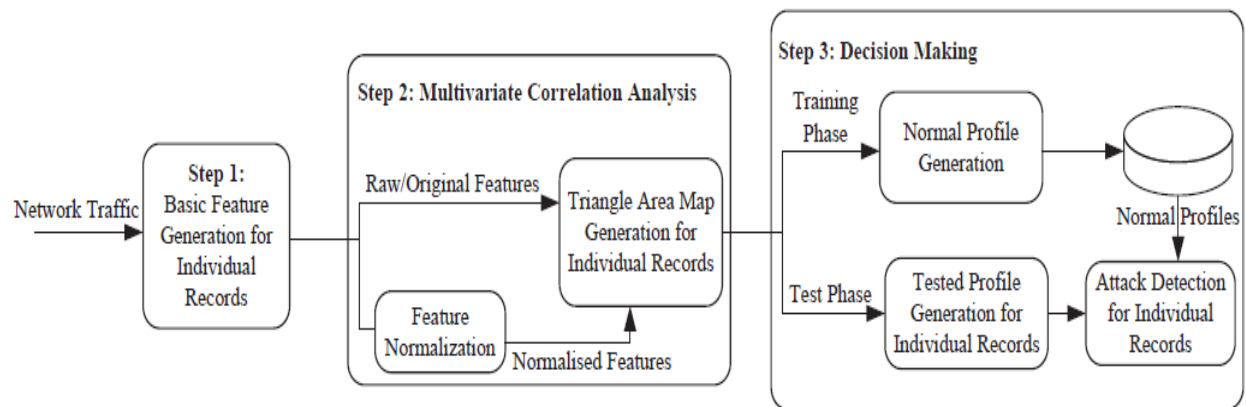 Network Traffic
Step 1:
Basic Feature
Generation for
Individual
Records
Step 2: Multivariate Correlation Analysis
Raw/Original Features
Triangle Area Map
Generation for
Individual Records
Feature
Normalization
Normalised Features
Step 3: Decision Making
Training
Phase
Normal Profile
Generation
Normal Profiles
Test Phase
Tested Profile
Generation for
Individual Records
Attack Detection
for Individual
Records